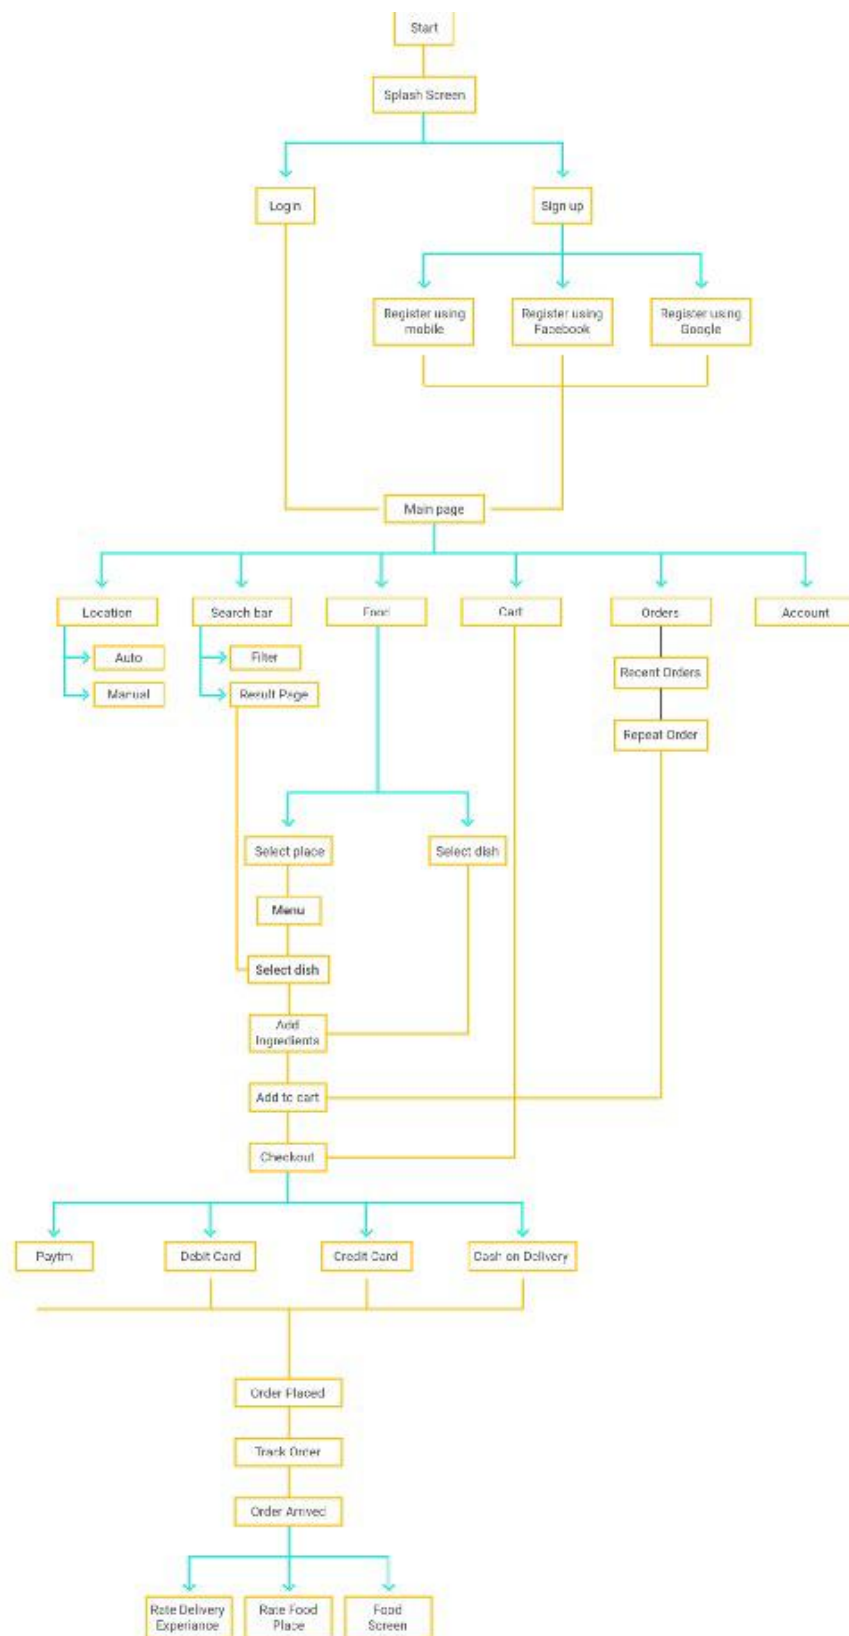 Start
Splash Screen
Login
Sign up
Register using
mobile
Register using
Facebook
Register using
Google
Main page
Location
Search bar
Food
Cart
Orders
Account
Auto
Filter
Recent Orders
Manual
Result Page
Repeat Order
Select place
Select dish
Menu
Select dish
Add
Ingredients
Add to cart
Checkout
Paytm
Debit Card
Credit Card
Cash on Delivery
Order Placed
Track Order
Order Arrived
Rate Delivery
Experiance
Rate Food
Place
Food
Screen